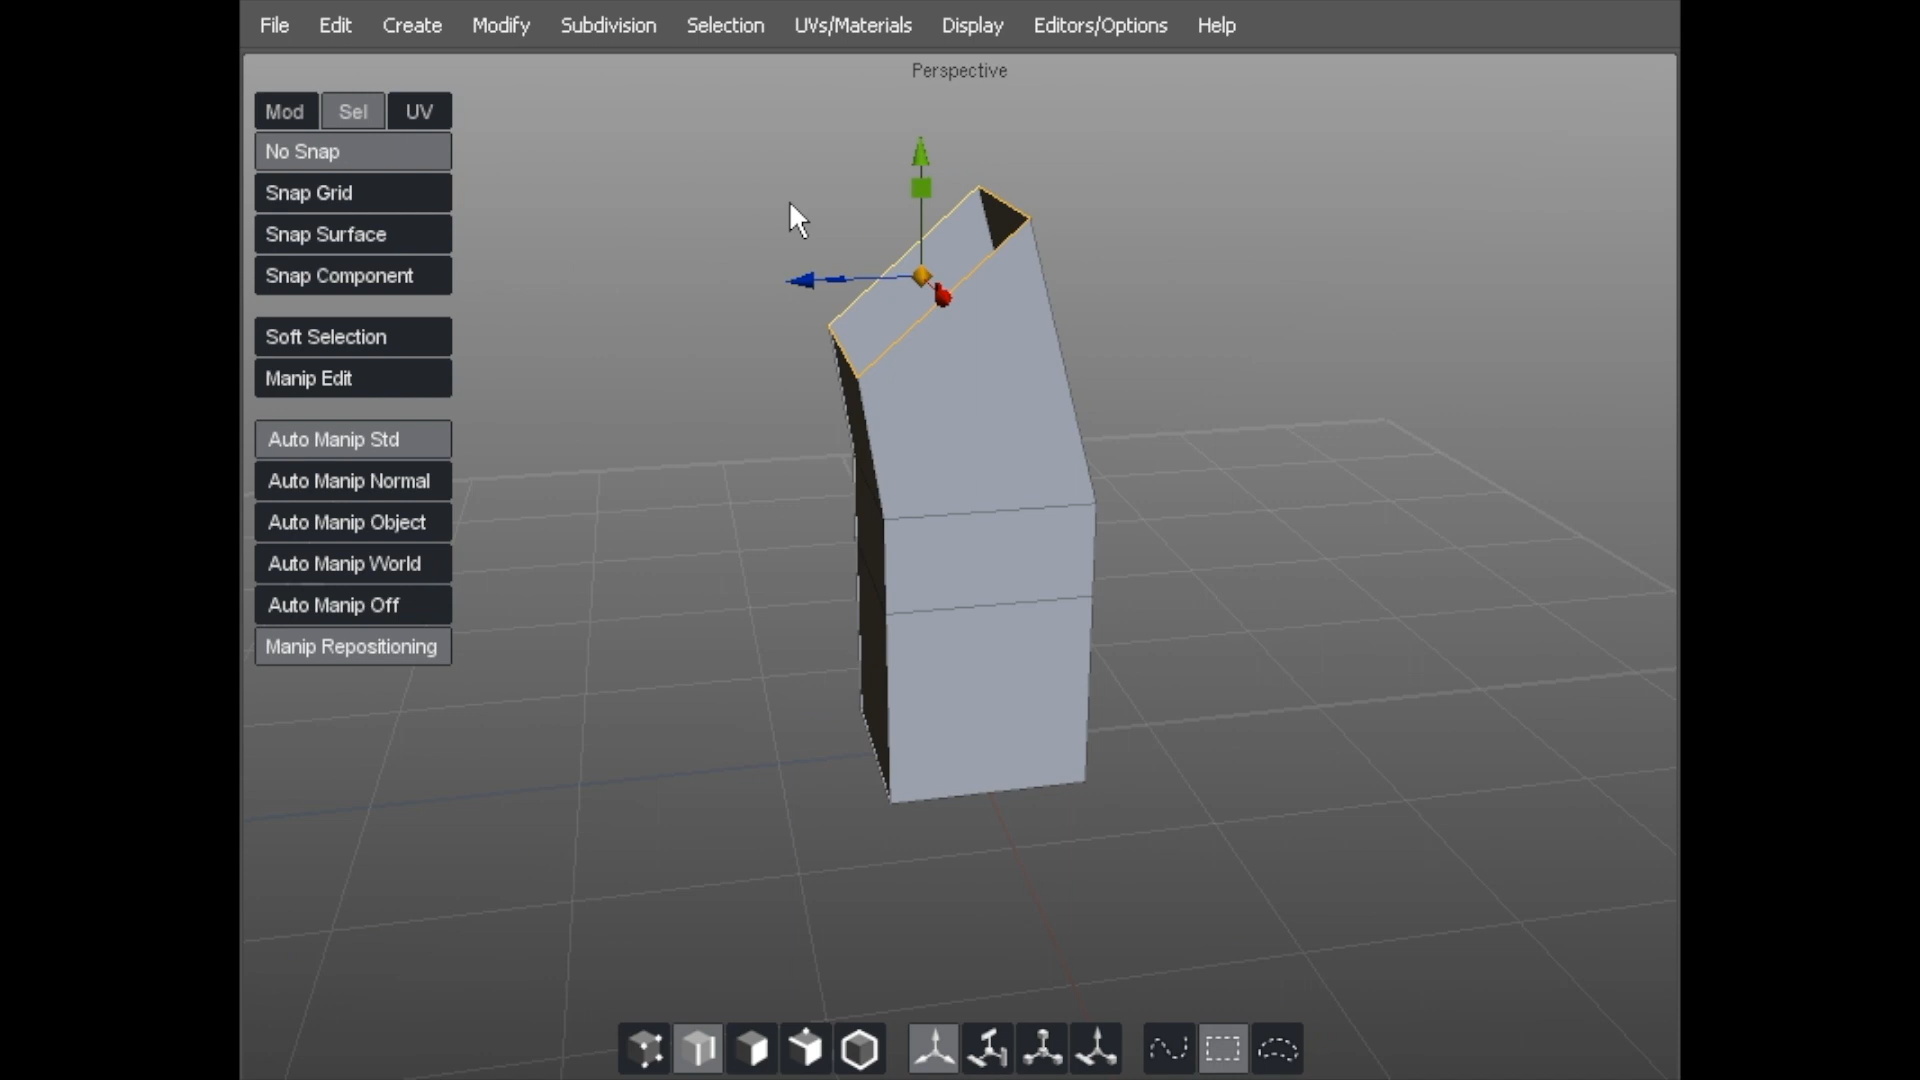 File Edit Create Modify Subdivision Selection UVs/Materials Display Editors/Options Help
Perspective
Mod Sel UV
No Snap
Snap Grid
Snap Surface
Snap Component
Soft Selection
Manip Edit
Auto Manip Std
Auto Manip Normal
Auto Manip Object
Auto Manip World
Auto Manip Off
Manip Repositioning